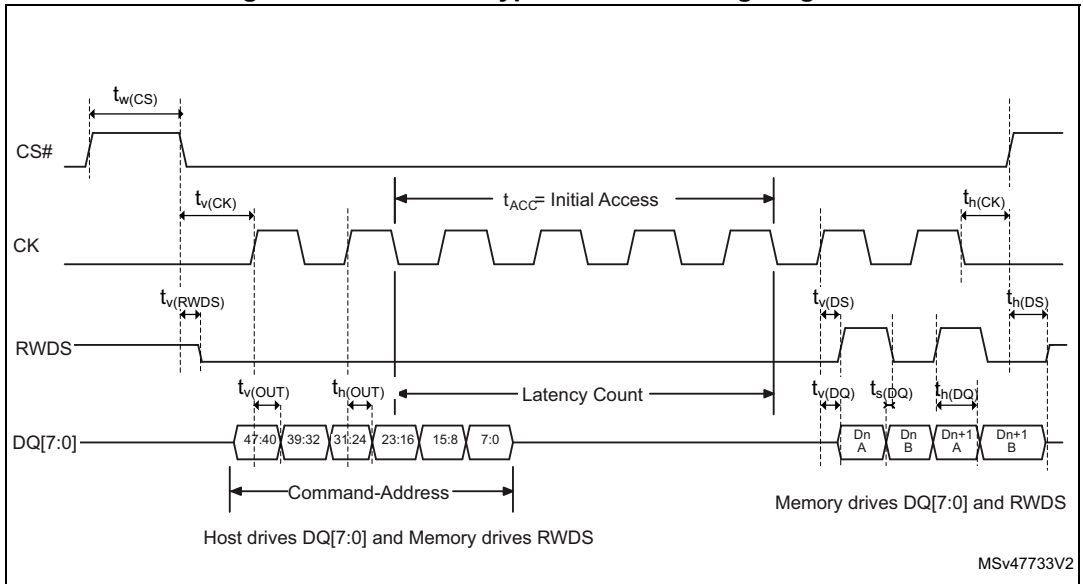 tw(CS)
CS#
tv(CK)
tACC= Initial Access
th(CK)
CK
tv(RWDS)
tv(DS)
th(DS)
RWDS
tv(OUT)
th(OUT)
Latency Count
tv(DQ)
ts(DQ)
th(DQ)
DQ[7:0]
47:40 39:32 31:24 23:16 15:8 7:0
Dn A
Dn B
Dn+1 A
Dn+1 B
Command-Address
Memory drives DQ[7:0] and RWDS
Host drives DQ[7:0] and Memory drives RWDS
MSv47733V2